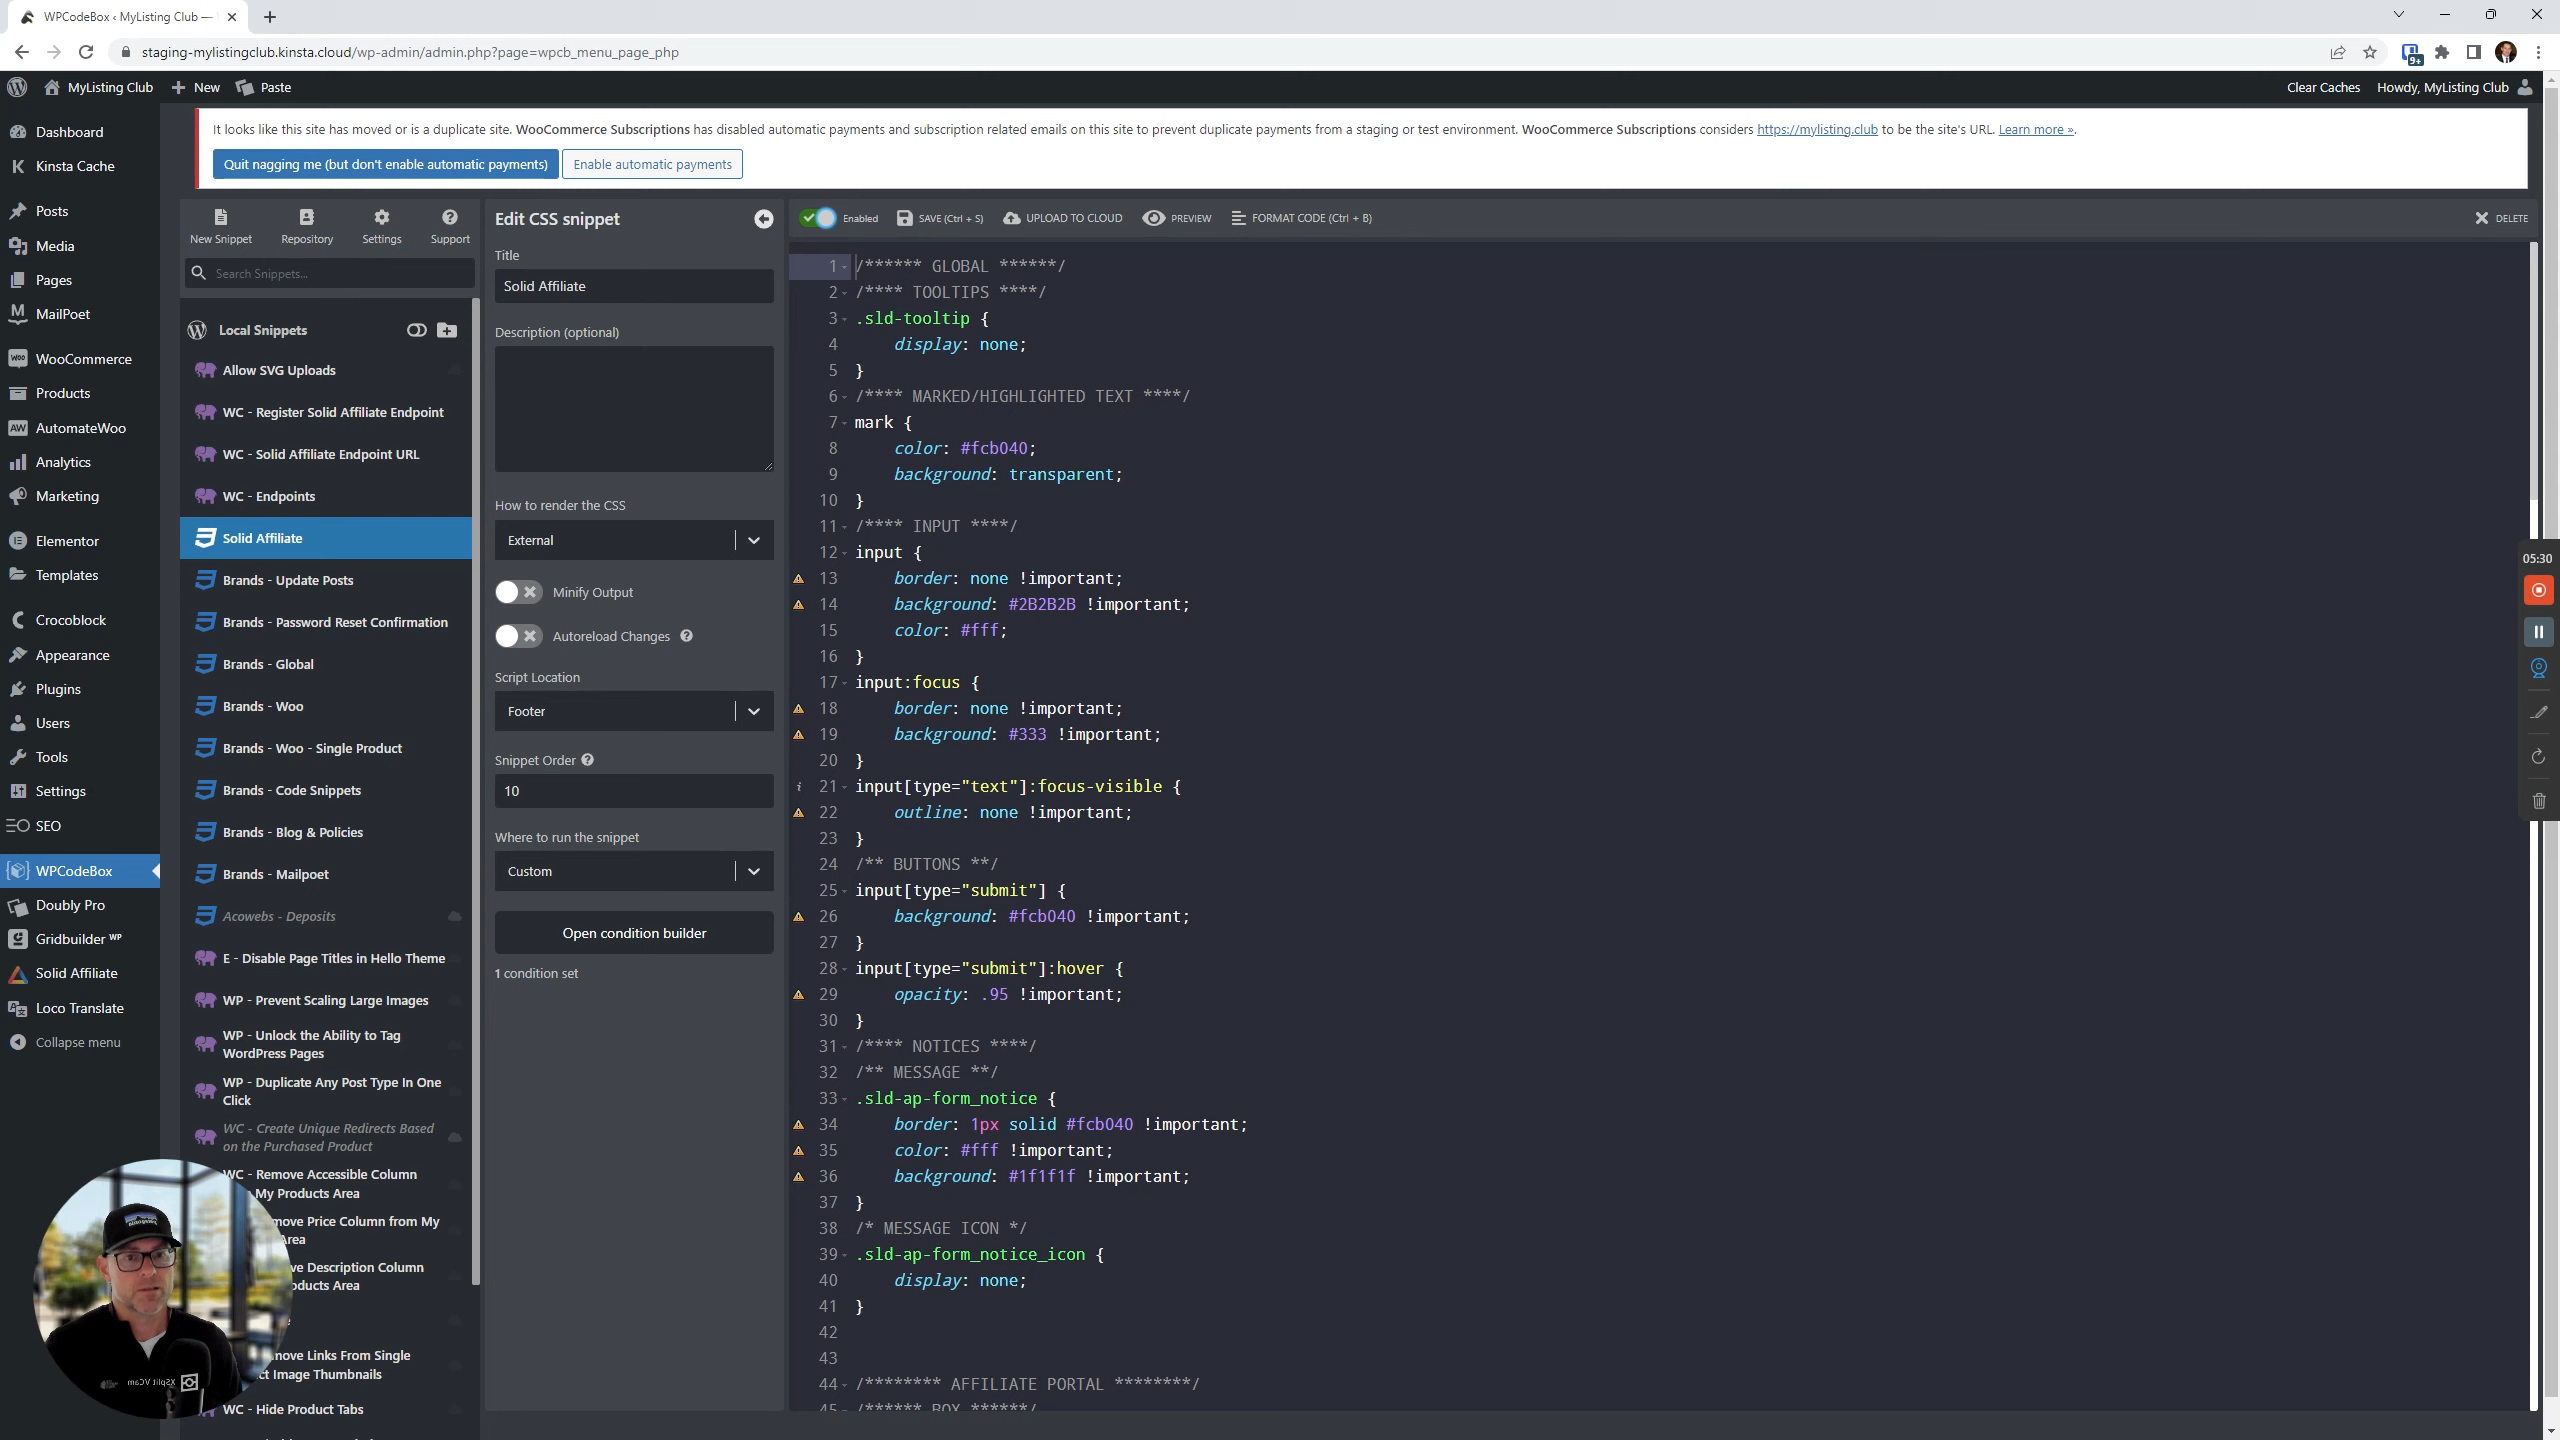 WPCodeBox ‹ MyListing Club —
staging-mylistingclub.kinsta.cloud/wp-admin/admin.php?page=wpcb_menu_page_php
9+
MyListing Club
New
Paste
Clear Caches
Howdy, MyListing Club
Dashboard
Kinsta Cache
Posts
Media
Pages
MailPoet
WooCommerce
Products
AutomateWoo
Analytics
Marketing
Elementor
Templates
Crocoblock
Appearance
Plugins
Users
Tools
Settings
SEO
WPCodeBox
Doubly Pro
Gridbuilder ᵂᴾ
Solid Affiliate
Loco Translate
Collapse menu
It looks like this site has moved or is a duplicate site. WooCommerce Subscriptions has disabled automatic payments and subscription related emails on this site to prevent duplicate payments from a staging or test environment. WooCommerce Subscriptions considers https://mylisting.club to be the site's URL. Learn more ».
Quit nagging me (but don't enable automatic payments)
Enable automatic payments
New Snippet
Repository
Settings
Support
Search Snippets...
Local Snippets
Allow SVG Uploads
WC - Register Solid Affiliate Endpoint
WC - Solid Affiliate Endpoint URL
WC - Endpoints
Solid Affiliate
Brands - Update Posts
Brands - Password Reset Confirmation
Brands - Global
Brands - Woo
Brands - Woo - Single Product
Brands - Code Snippets
Brands - Blog & Policies
Brands - Mailpoet
Acowebs - Deposits
E - Disable Page Titles in Hello Theme
WP - Prevent Scaling Large Images
WP - Unlock the Ability to Tag
WordPress Pages
WP - Duplicate Any Post Type In One
Click
WC - Create Unique Redirects Based
on the Purchased Product
WC - Remove Accessible Column
My Products Area
move Price Column from My
Area
ve Description Column
oducts Area
move Links From Single
ct Image Thumbnails
WC - Hide Product Tabs
XSplit VCam
Edit CSS snippet
Title
Solid Affiliate
Description (optional)
How to render the CSS
External
Minify Output
Autoreload Changes
Script Location
Footer
Snippet Order
10
Where to run the snippet
Custom
Open condition builder
1 condition set
Enabled
SAVE (Ctrl + S)
UPLOAD TO CLOUD
PREVIEW
FORMAT CODE (Ctrl + B)
DELETE
1 /****** GLOBAL ******/
2 /**** TOOLTIPS ****/
3 .sld-tooltip {
4 display: none;
5 }
6 /**** MARKED/HIGHLIGHTED TEXT ****/
7 mark {
8 color: #fcb040;
9 background: transparent;
10 }
11 /**** INPUT ****/
12 input {
13 border: none !important;
14 background: #2B2B2B !important;
15 color: #fff;
16 }
17 input:focus {
18 border: none !important;
19 background: #333 !important;
20 }
21 input[type="text"]:focus-visible {
22 outline: none !important;
23 }
24 /** BUTTONS **/
25 input[type="submit"] {
26 background: #fcb040 !important;
27 }
28 input[type="submit"]:hover {
29 opacity: .95 !important;
30 }
31 /**** NOTICES ****/
32 /** MESSAGE **/
33 .sld-ap-form_notice {
34 border: 1px solid #fcb040 !important;
35 color: #fff !important;
36 background: #1f1f1f !important;
37 }
38 /* MESSAGE ICON */
39 .sld-ap-form_notice_icon {
40 display: none;
41 }
42
43
44 /******** AFFILIATE PORTAL ********/
45 /****** BOX ******/
05:30